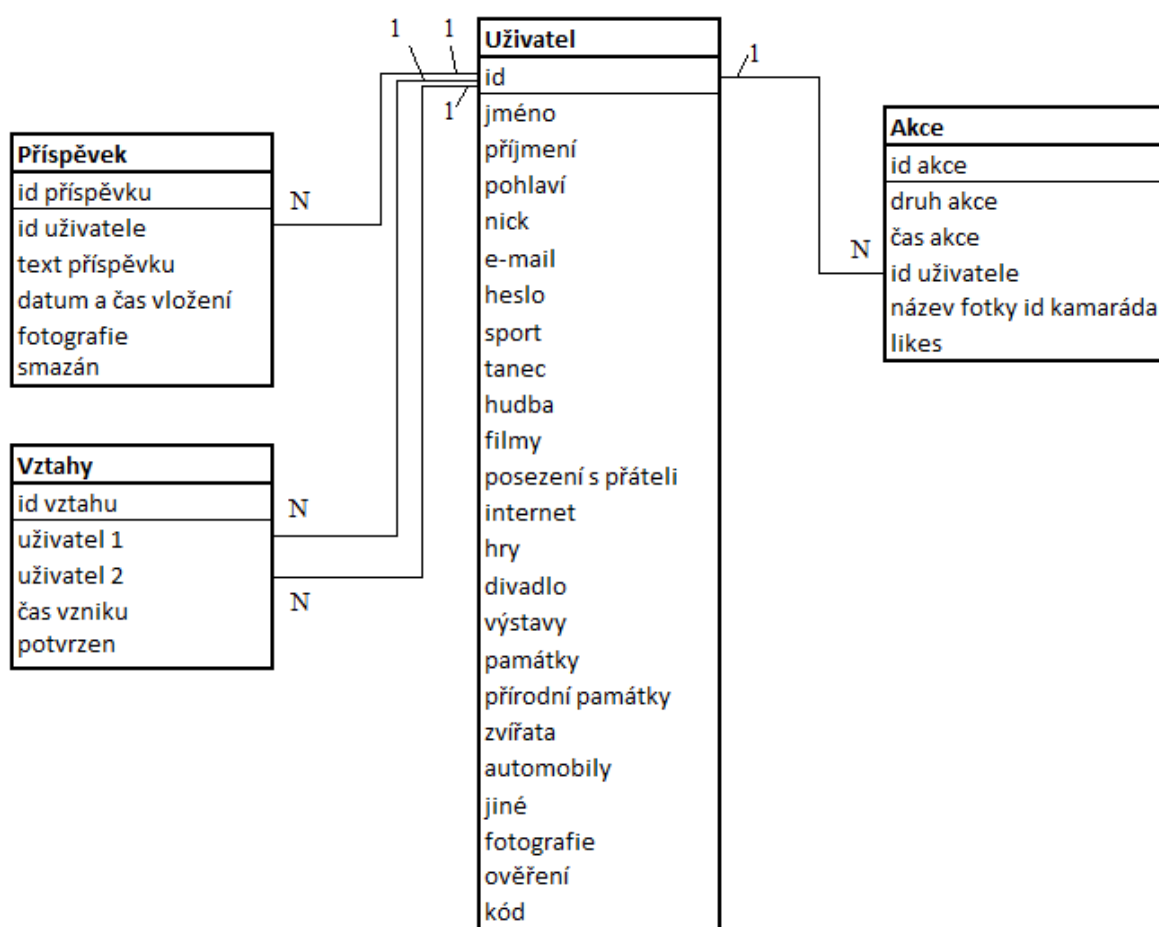 Příspěvek
id příspěvku
id uživatele
text příspěvku
datum a čas vložení
fotografie
smazán
N
Vztahy
id vztahu
uživatel 1
uživatel 2
čas vzniku
potvrzen
N
N
1
1
1
Uživatel
id
jméno
příjmení
pohlaví
nick
e-mail
heslo
sport
tanec
hudba
filmy
posezení s přáteli
internet
hry
divadlo
výstavy
památky
přírodní památky
zvířata
automobily
jiné
fotografie
ověření
kód
1
N
Akce
id akce
druh akce
čas akce
id uživatele
název fotky id kamaráda
likes